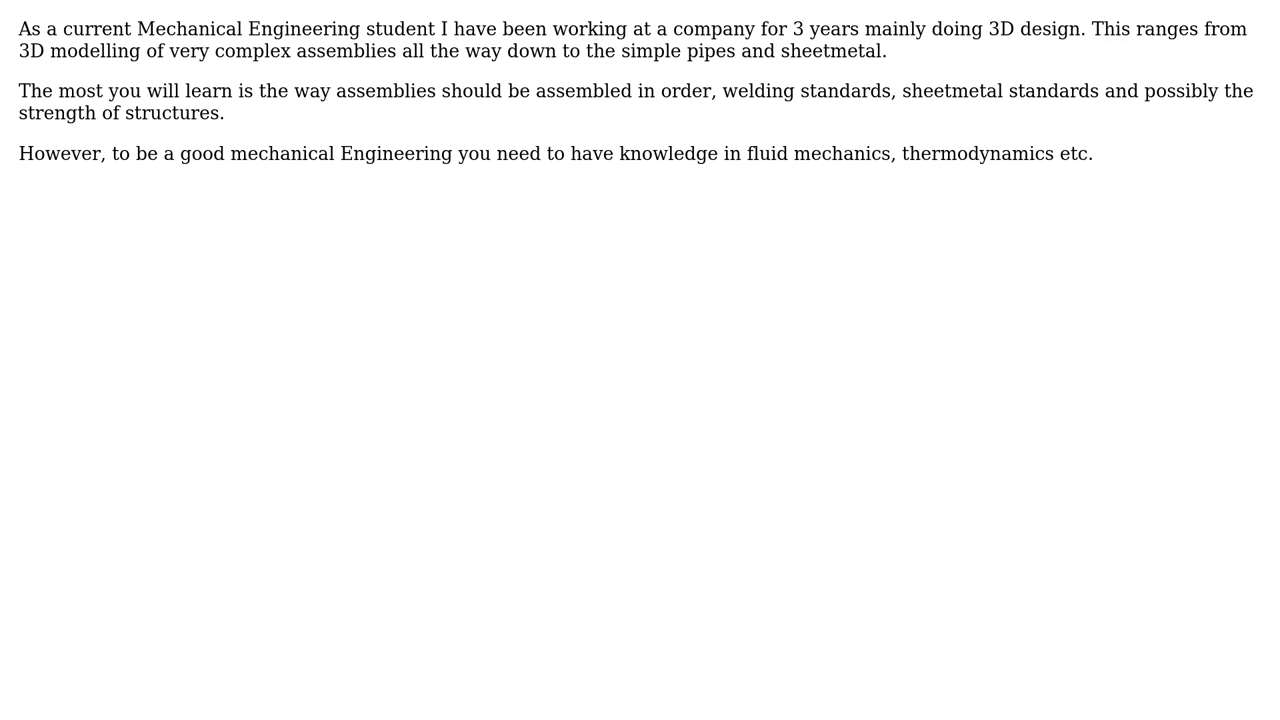 As a current Mechanical Engineering student I have been working at a company for 3 years mainly doing 3D design. This ranges from
3D modelling of very complex assemblies all the way down to the simple pipes and sheetmetal.
The most you will learn is the way assemblies should be assembled in order, welding standards, sheetmetal standards and possibly the
strength of structures.
However, to be a good mechanical Engineering you need to have knowledge in fluid mechanics, thermodynamics etc.